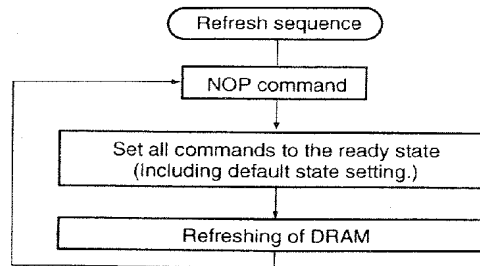 Refresh sequence
NOP command
Set all commands to the ready state
(Including default state setting.)
Refreshing of DRAM